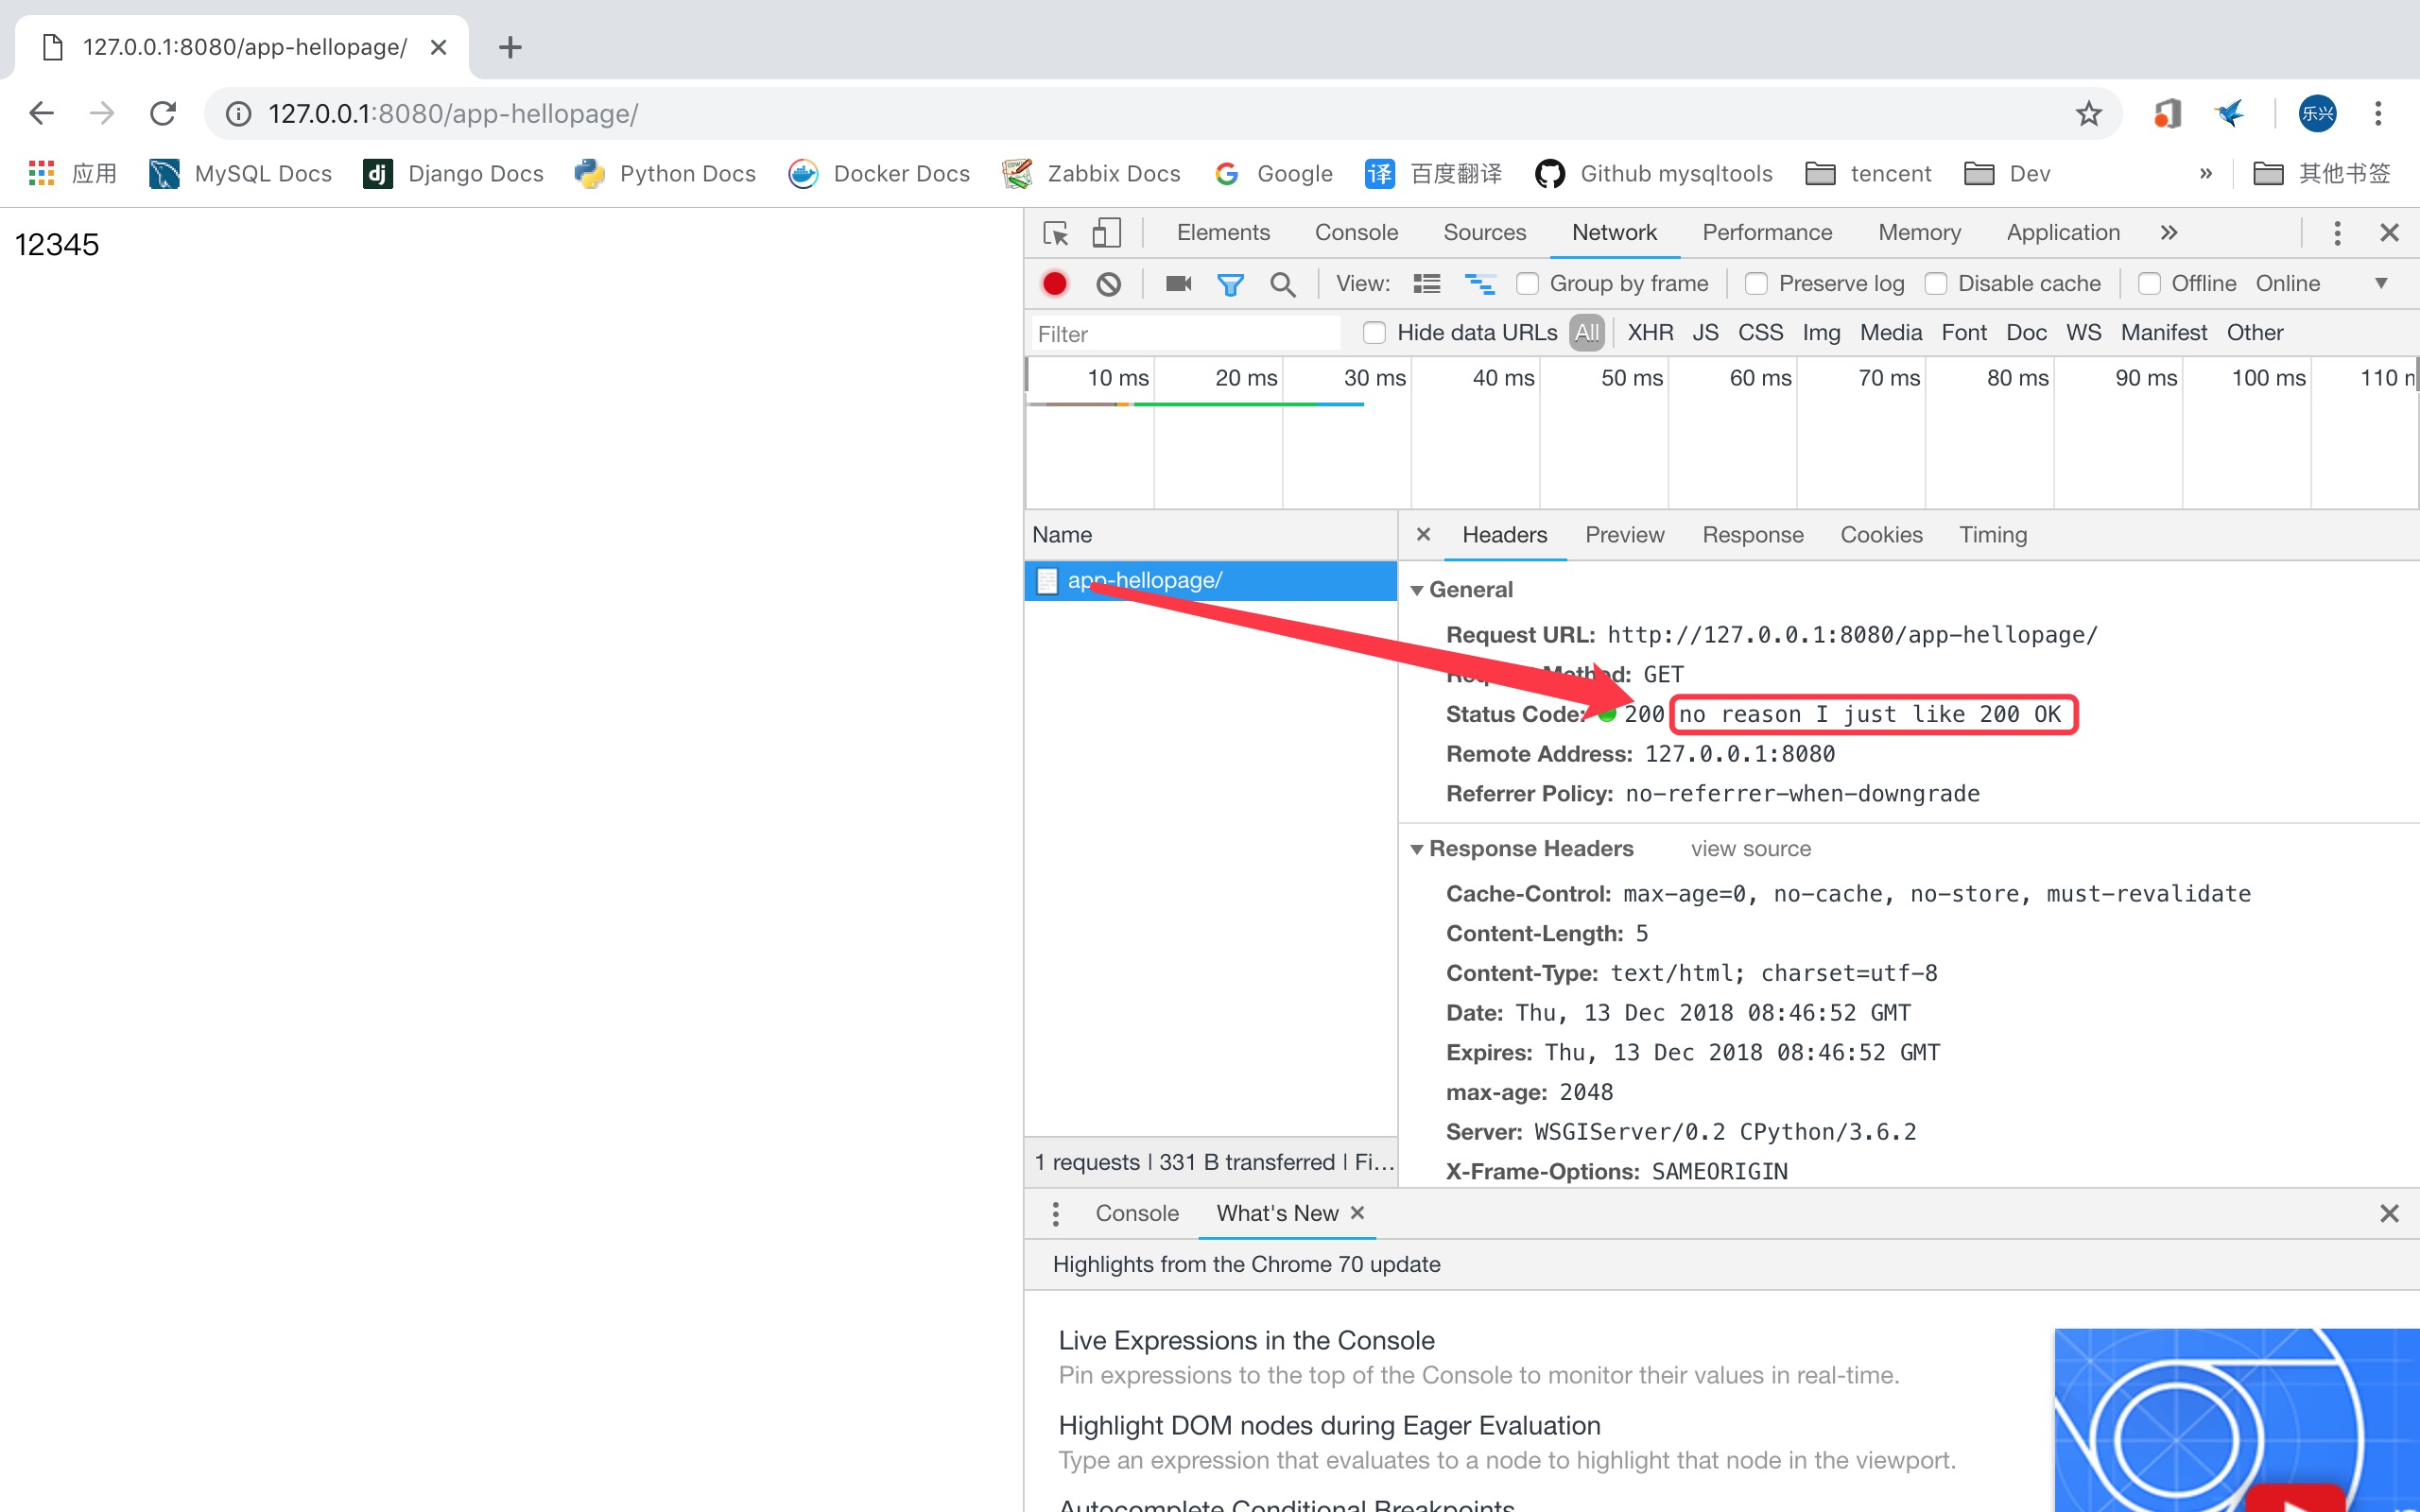 127.0.0.1:8080/app-hellopage/
127.0.0.1:8080/app-hellopage/
乐兴
应用 MySQL Docs dj Django Docs Python Docs Docker Docs Zabbix Docs Google 译 百度翻译 Github mysqltools tencent Dev » 其他书签
12345
Elements Console Sources Network Performance Memory Application »
View: Group by frame Preserve log Disable cache Offline Online
Filter Hide data URLs All XHR JS CSS Img Media Font Doc WS Manifest Other
10 ms 20 ms 30 ms 40 ms 50 ms 60 ms 70 ms 80 ms 90 ms 100 ms 110
Name
app-hellopage/
1 requests | 331 B transferred | Fi...
Headers Preview Response Cookies Timing
General
Request URL: http://127.0.0.1:8080/app-hellopage/
Method: GET
Status Code: 200 no reason I just like 200 OK
Remote Address: 127.0.0.1:8080
Referrer Policy: no-referrer-when-downgrade
Response Headers view source
Cache-Control: max-age=0, no-cache, no-store, must-revalidate
Content-Length: 5
Content-Type: text/html; charset=utf-8
Date: Thu, 13 Dec 2018 08:46:52 GMT
Expires: Thu, 13 Dec 2018 08:46:52 GMT
max-age: 2048
Server: WSGIServer/0.2 CPython/3.6.2
X-Frame-Options: SAMEORIGIN
Console What's New
Highlights from the Chrome 70 update
Live Expressions in the Console
Pin expressions to the top of the Console to monitor their values in real-time.
Highlight DOM nodes during Eager Evaluation
Type an expression that evaluates to a node to highlight that node in the viewport.
Autocomplete Conditional Breakpoints